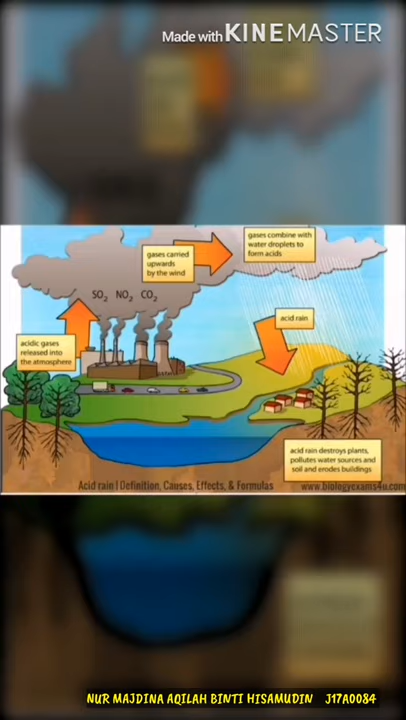 Made with KINEMASTER
gases combine with
water droplets to
form acids
gases carried
upwards
by the wind
SO2 NO2 CO2
acid rain
acidic gases
released into
the atmosphere
acid rain destroys plants,
pollutes water sources and
soil and erodes buildings
Acid rain | Definition, Causes, Effects, & Formulas
www.biologyexams4u.com
NUR MAJDINA AQILAH BINTI HISAMUDIN J17A0084